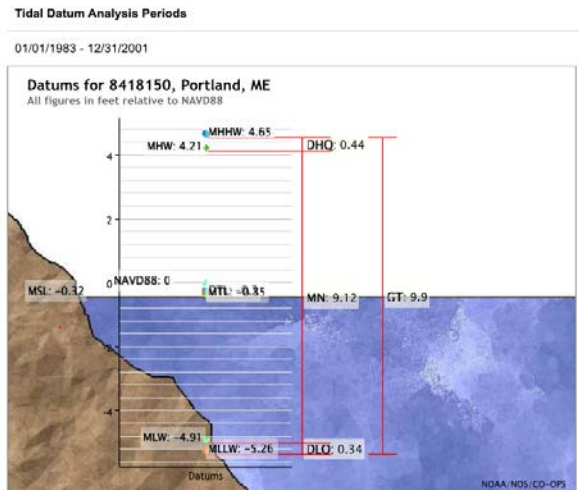 Tidal Datum Analysis Periods
01/01/1983 - 12/31/2001
Datums for 8418150, Portland, ME
All figures in feet relative to NAVD88
MHHW: 4.65
MHW: 4.21
DHQ: 0.44
4
2
0
NAVD88: 0
MSL: -0.32
MTL: -0.35
MN: 9.12
GT: 9.9
-2
-4
MLW: -4.91
MLLW: -5.26
DLQ: 0.34
Datums
NOAA/NOS/CO-OPS